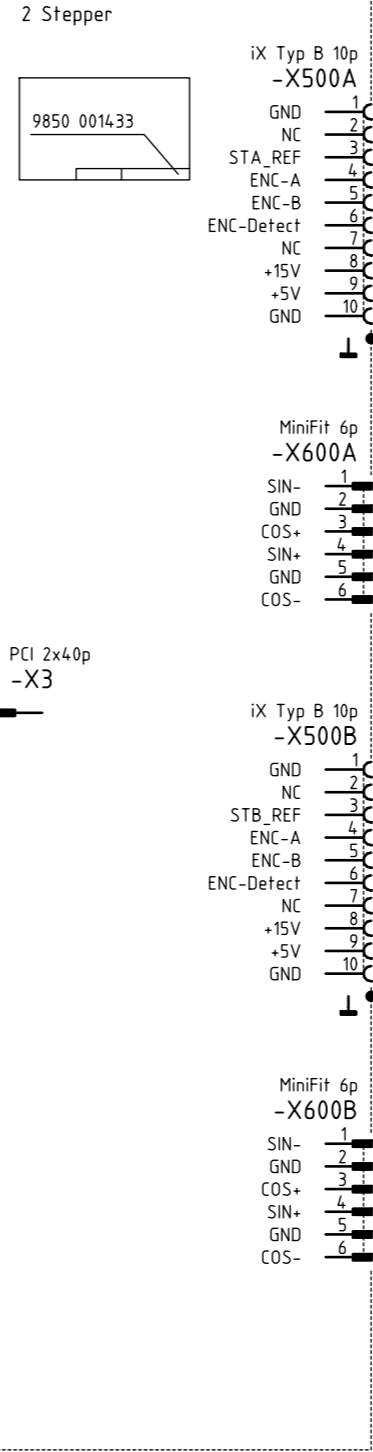 2 Stepper
9850 001433
iX Typ B 10p
-X500A
GND 1
NC 2
STA_REF 3
ENC-A 4
ENC-B 5
ENC-Detect 6
NC 7
+15V 8
+5V 9
GND 10
MiniFit 6p
-X600A
SIN- 1
GND 2
COS+ 3
SIN+ 4
GND 5
COS- 6
PCI 2x40p
-X3
iX Typ B 10p
-X500B
GND 1
NC 2
STB_REF 3
ENC-A 4
ENC-B 5
ENC-Detect 6
NC 7
+15V 8
+5V 9
GND 10
MiniFit 6p
-X600B
SIN- 1
GND 2
COS+ 3
SIN+ 4
GND 5
COS- 6